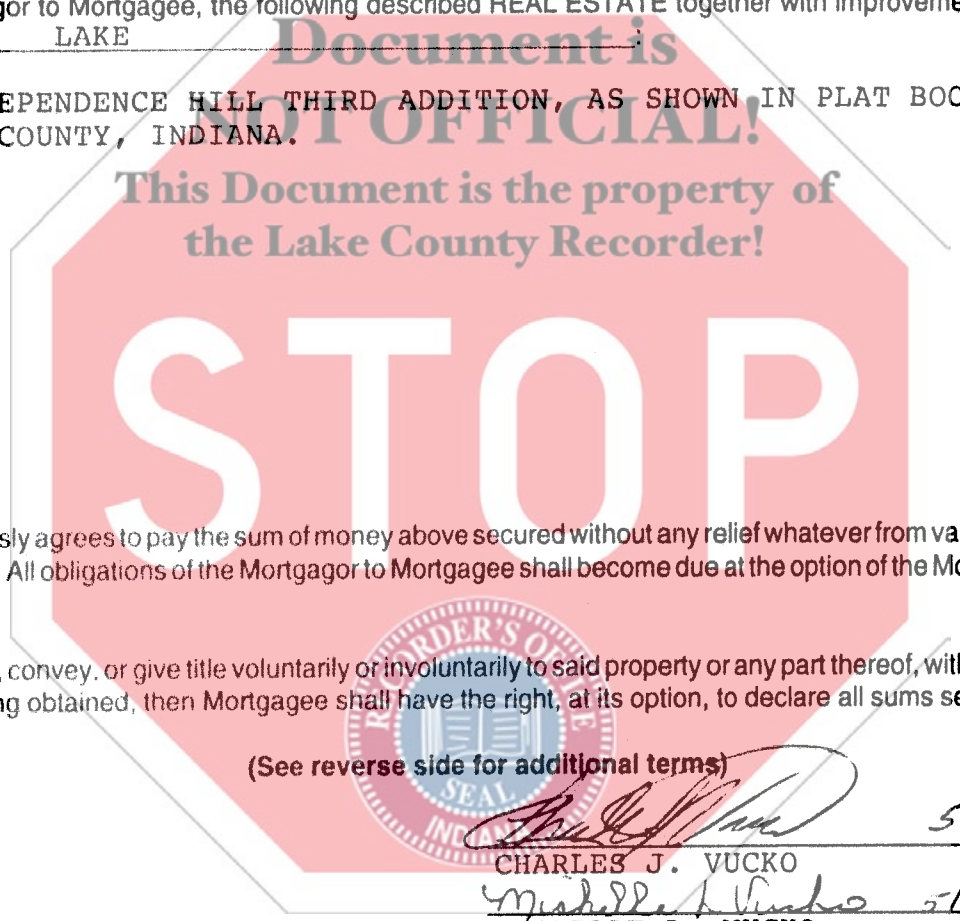 gor to Mortgagee, the following described REAL ESTATE together with improveme
LAKE
Document is
EPENDENCE HILL THIRD ADDITION, AS SHOWN IN PLAT BOO
NOT OFFICIAL!
COUNTY, INDIANA.
This Document is the property of
the Lake County Recorder!
STOP
sly agrees to pay the sum of money above secured without any relief whatever from va
All obligations of the Mortgagor to Mortgagee shall become due at the option of the Mo
RECORDER'S OFFICE
, convey. or give title voluntarily or involuntarily to said property or any part thereof, wit
ng obtained, then Mortgagee shall have the right, at its option, to declare all sums se
(See reverse side for additional terms)
SEAL
INDIANA
5
CHARLES J. VUCKO
Mishelle L. Vucko